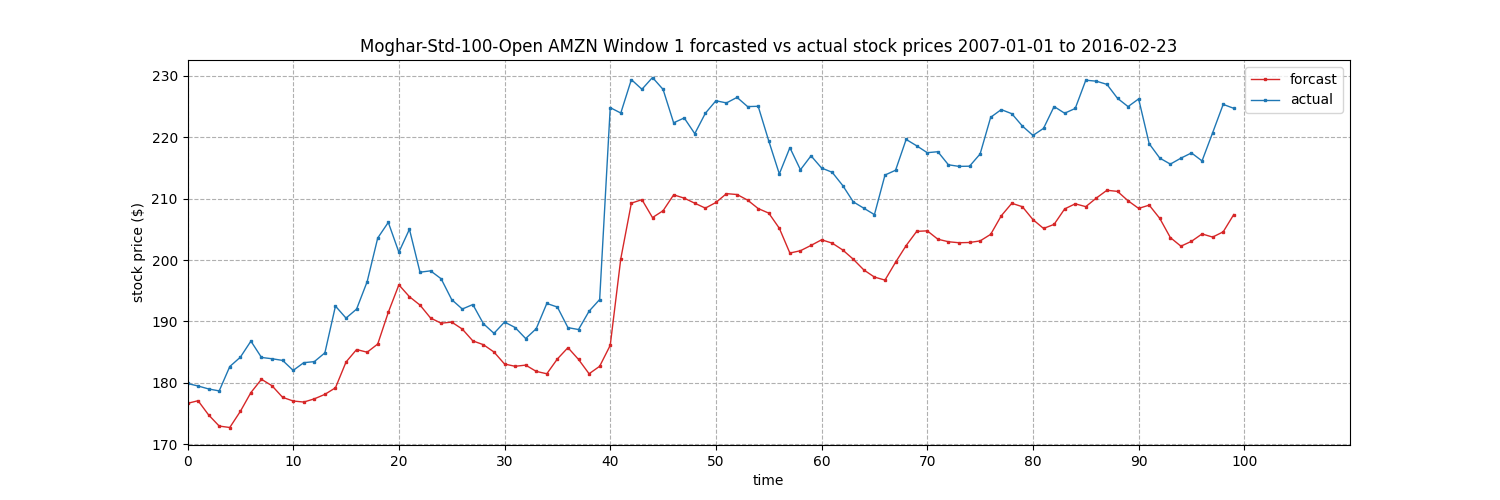 Moghar-Std-100-Open AMZN Window 1 forcasted vs actual stock prices 2007-01-01 to 2016-02-23
forcast
actual
230
220
210
200
190
180
170
stock price ($)
0 10 20 30 40 50 60 70 80 90 100
time